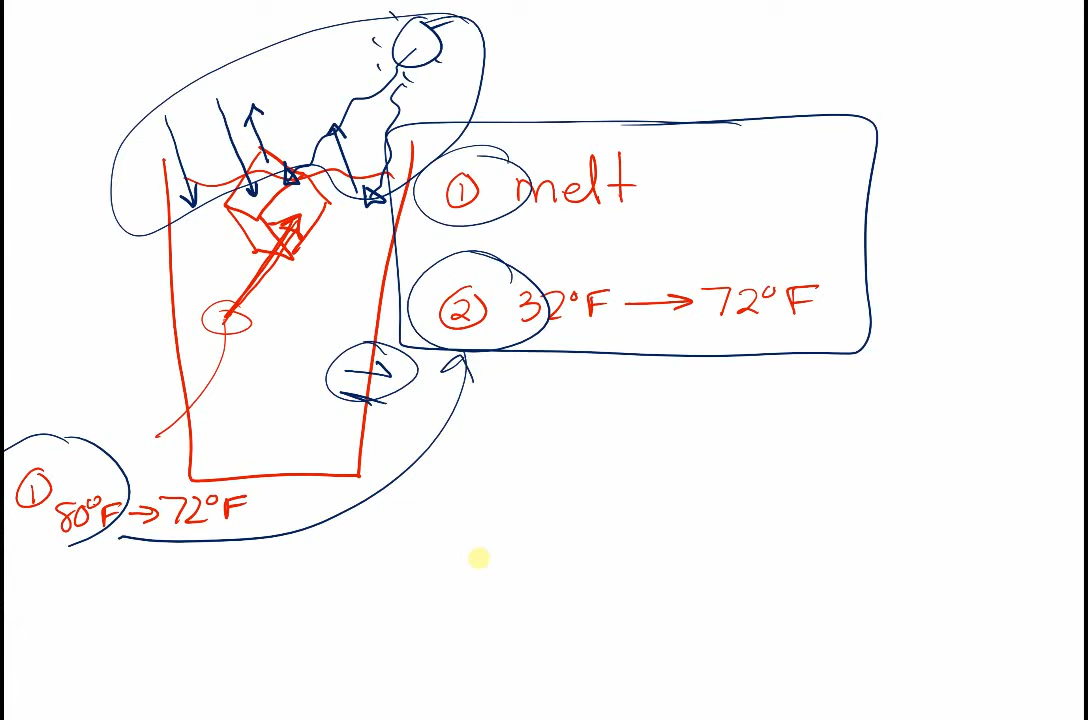 ① melt
② 32°F → 72°F
①
80°F → 72°F